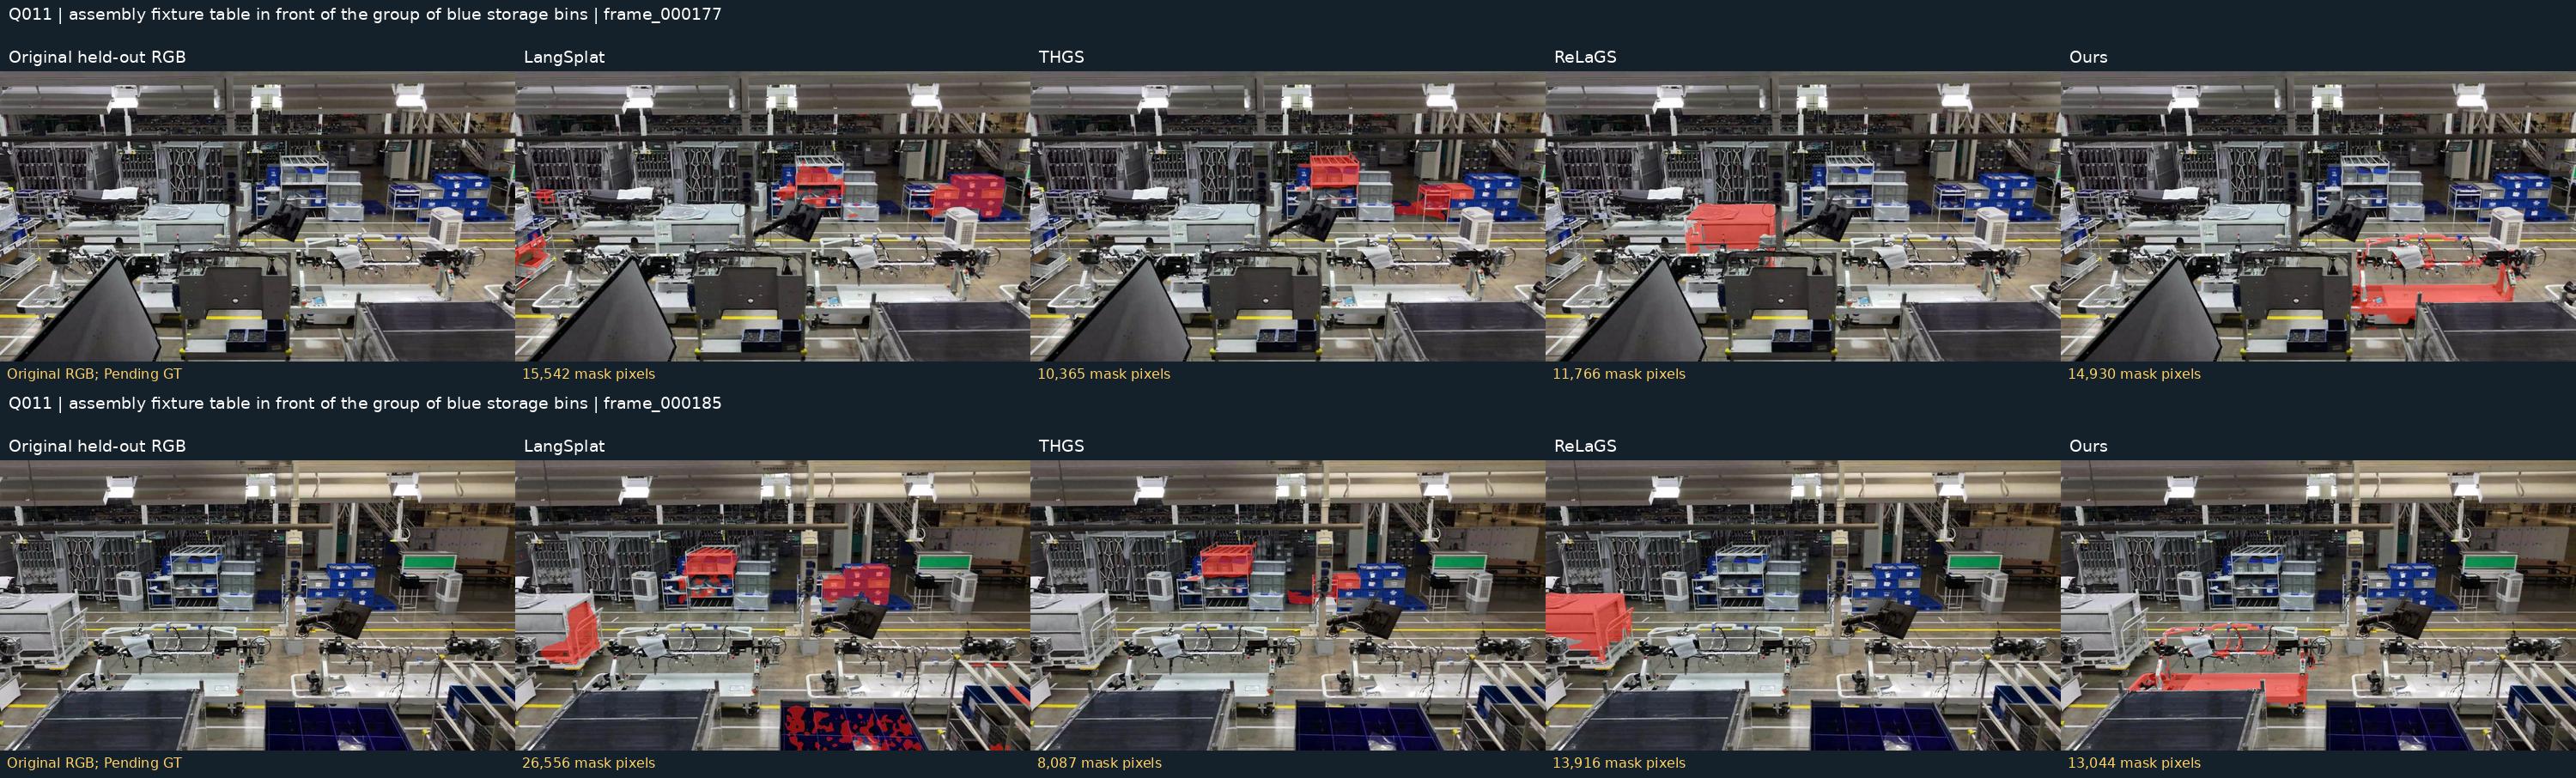 Q011 | assembly fixture table in front of the group of blue storage bins | frame_000177
Original held-out RGB
LangSplat
THGS
ReLaGS
Ours
Original RGB; Pending GT
15,542 mask pixels
10,365 mask pixels
11,766 mask pixels
14,930 mask pixels
Q011 | assembly fixture table in front of the group of blue storage bins | frame_000185
Original held-out RGB
LangSplat
THGS
ReLaGS
Ours
Original RGB; Pending GT
26,556 mask pixels
8,087 mask pixels
13,916 mask pixels
13,044 mask pixels